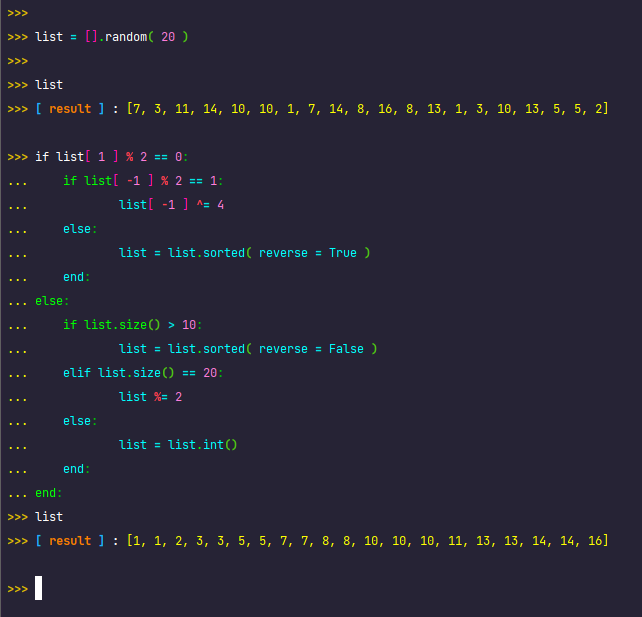 >>>
>>> list = [].random( 20 )
>>>
>>> list
>>> [ result ] : [7, 3, 11, 14, 10, 10, 1, 7, 14, 8, 16, 8, 13, 1, 3, 10, 13, 5, 5, 2]
>>> if list[ 1 ] % 2 == 0:
...     if list[ -1 ] % 2 == 1:
...             list[ -1 ] ^= 4
...     else:
...             list = list.sorted( reverse = True )
...     end:
... else:
...     if list.size() > 10:
...             list = list.sorted( reverse = False )
...     elif list.size() == 20:
...             list %= 2
...     else:
...             list = list.int()
...     end:
... end:
>>> list
>>> [ result ] : [1, 1, 2, 3, 3, 5, 5, 7, 7, 8, 8, 10, 10, 10, 11, 13, 13, 14, 14, 16]
>>>